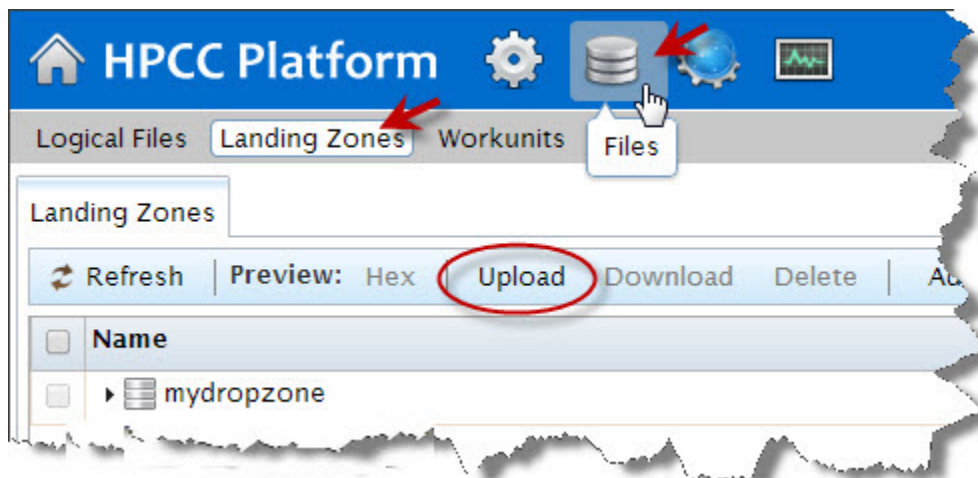 HPCC Platform
Logical Files Landing Zones Workunits
Files
Landing Zones
Refresh Preview: Hex Upload Download Delete
Name
mydropzone